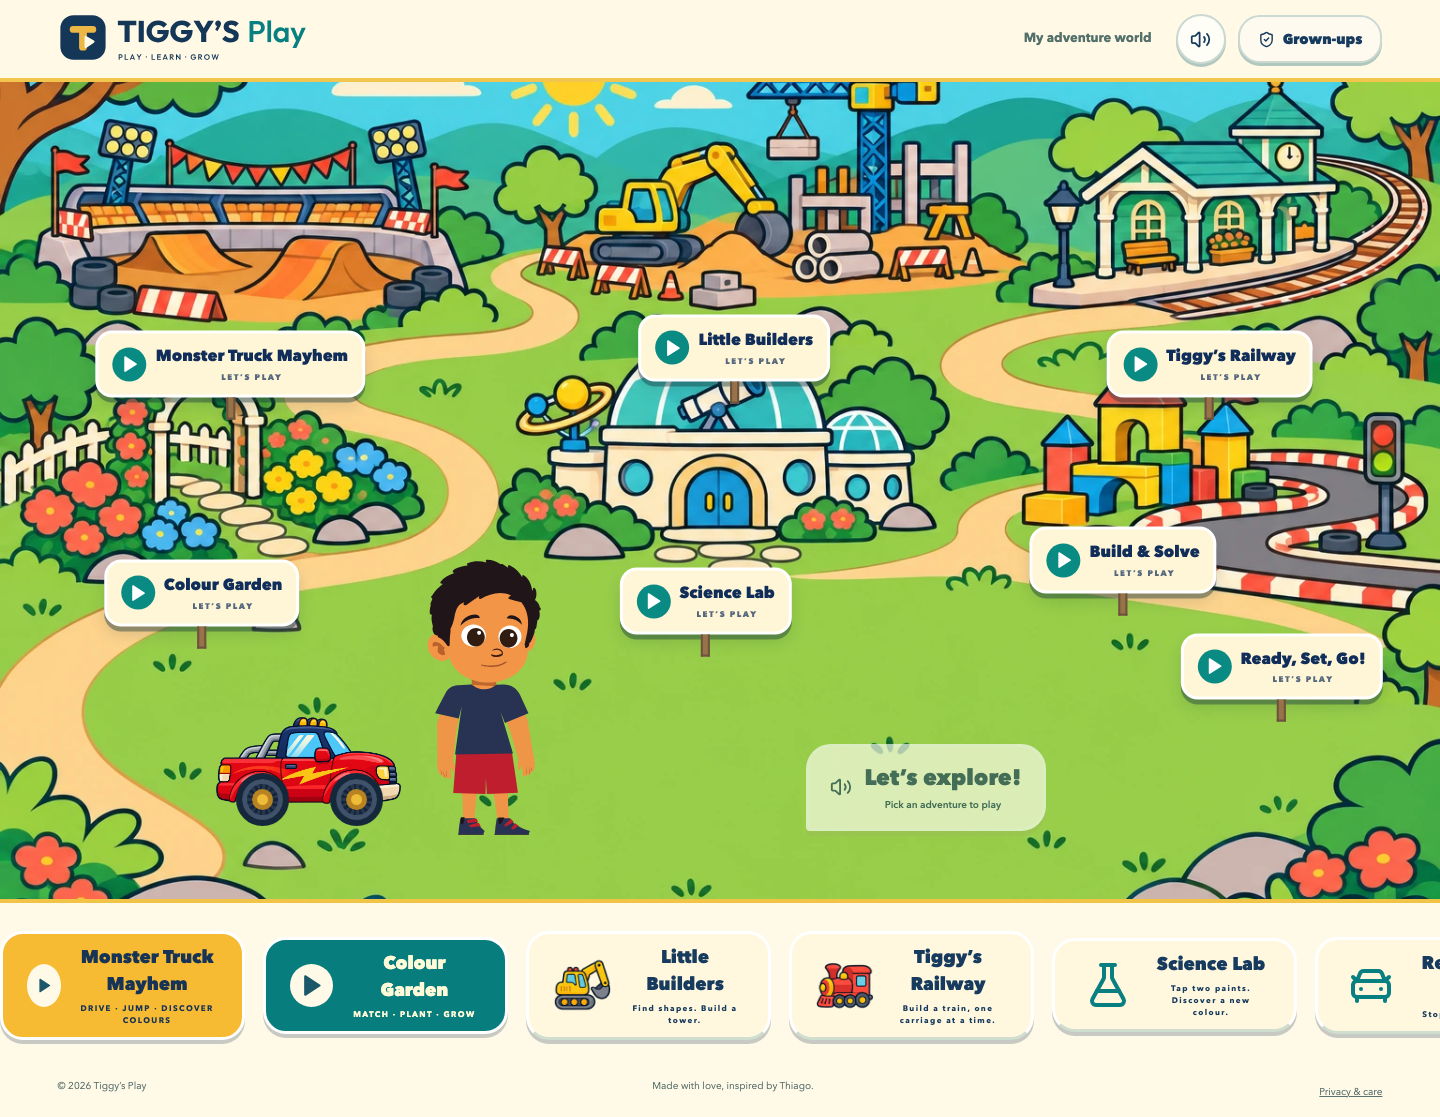 TIGGY'S Play
PLAY · LEARN · GROW
My adventure world
Grown-ups
Little Builders
LET'S PLAY
Monster Truck Mayhem
LET'S PLAY
Tiggy's Railway
LET'S PLAY
Build & Solve
LET'S PLAY
Colour Garden
LET'S PLAY
Science Lab
LET'S PLAY
Ready, Set, Go!
LET'S PLAY
Let's explore!
Pick an adventure to play
Monster Truck
Mayhem
DRIVE · JUMP · DISCOVER
COLOURS
Colour
Garden
MATCH · PLANT · GROW
Little
Builders
Find shapes. Build a
tower.
Tiggy's
Railway
Build a train, one
carriage at a time.
Science Lab
Tap two paints.
Discover a new
colour.
© 2026 Tiggy's Play
Made with love, inspired by Thiago.
Privacy & care